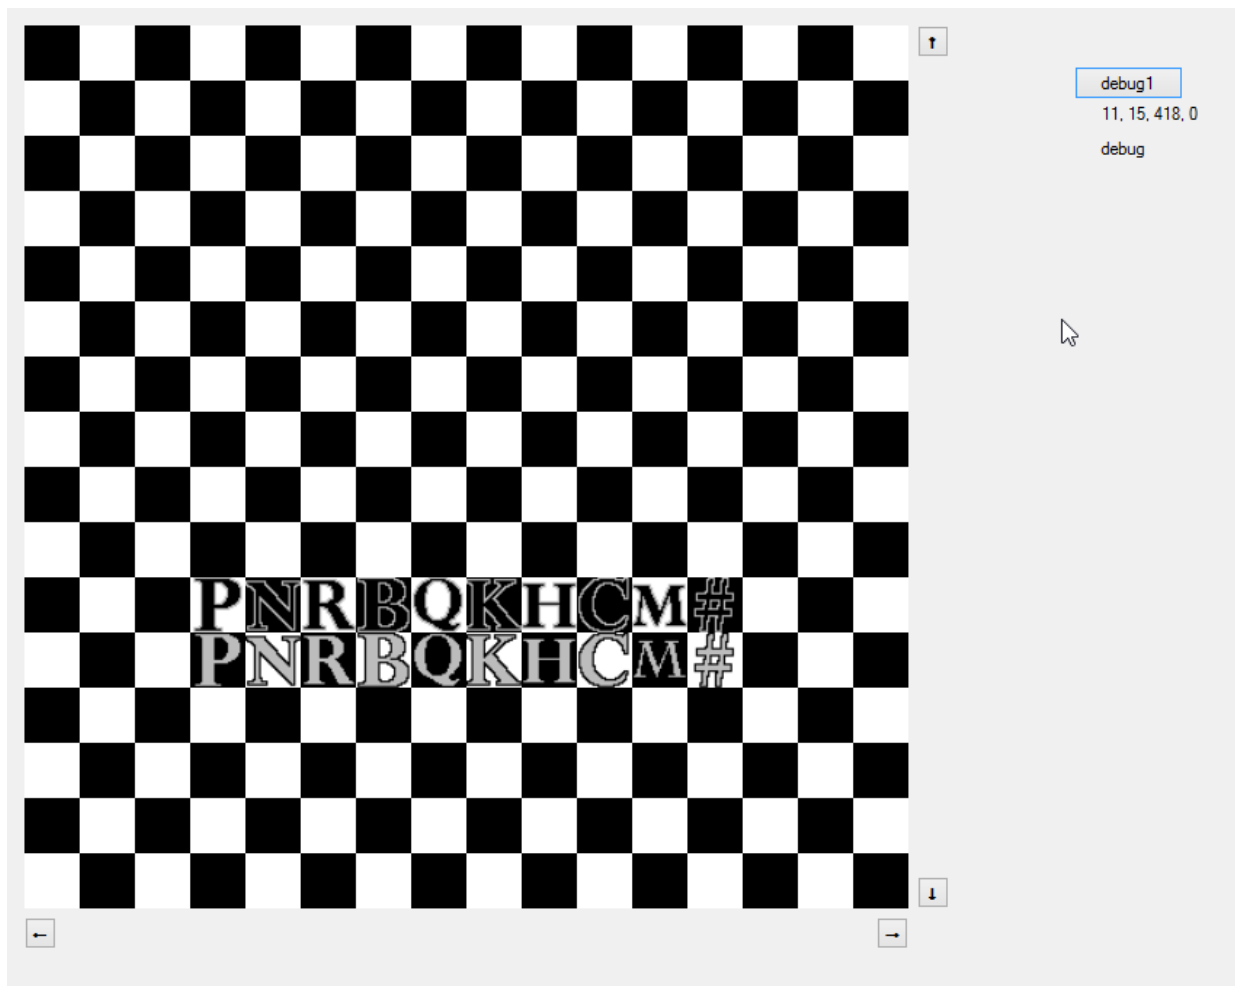 ↑
debug1
11, 15, 418, 0
debug
PNRBQKHCM#
PNRBQKHCM#
↓
← →